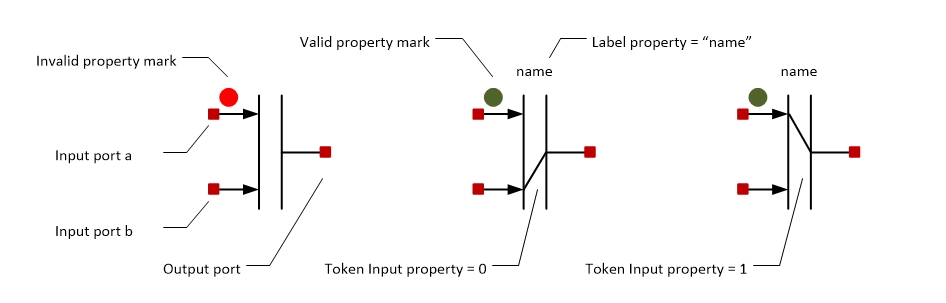 Valid property mark
Label property = “name”
Invalid property mark
name
name
Input port a
Input port b
Output port
Token Input property = 0
Token Input property = 1